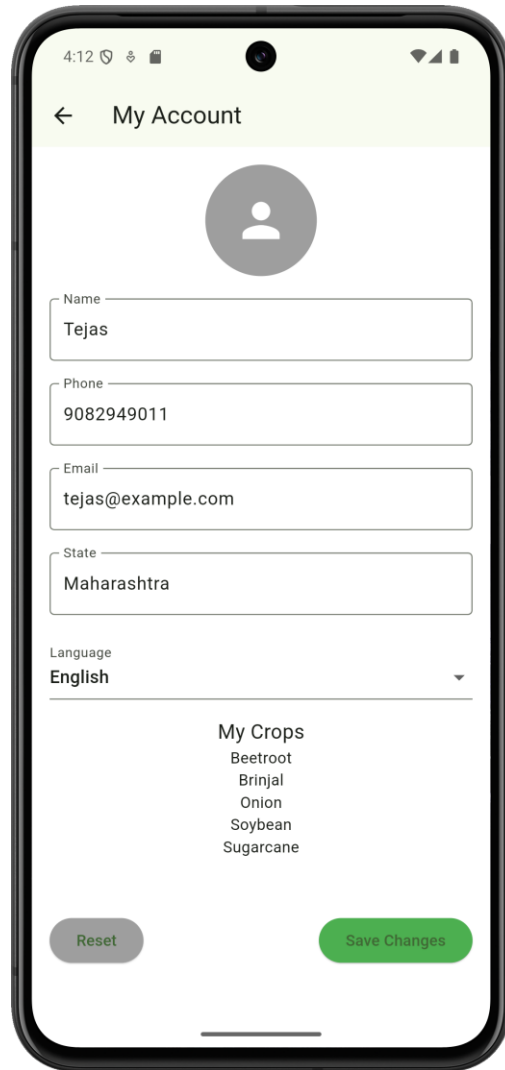 4:12
My Account
Name
Tejas
Phone
9082949011
Email
tejas@example.com
State
Maharashtra
Language
English
My Crops
Beetroot
Brinjal
Onion
Soybean
Sugarcane
Reset
Save Changes